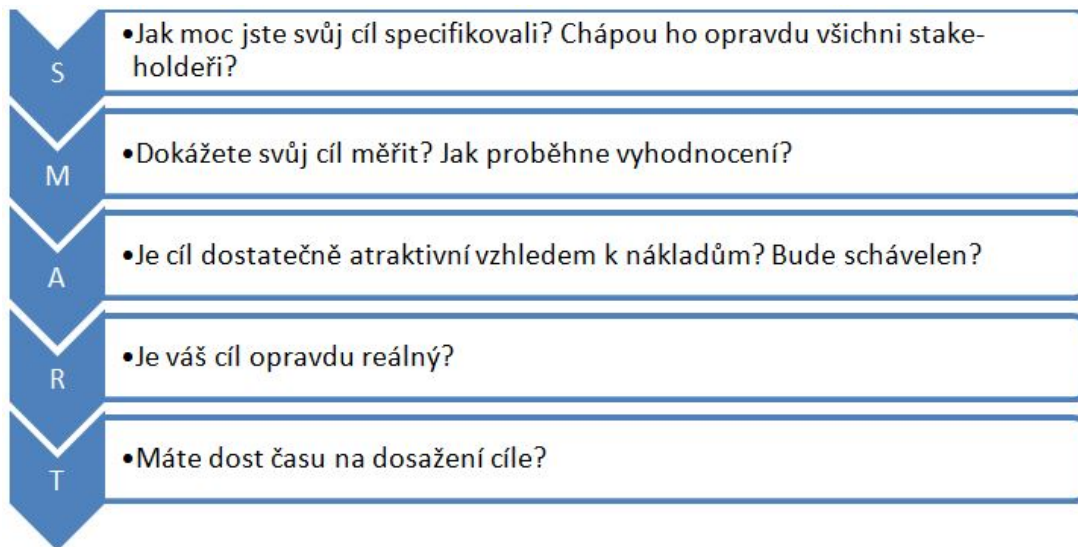 S
•Jak moc jste svůj cíl specifikovali? Chápou ho opravdu všichni stake-
holdeři?
M
•Dokážete svůj cíl měřit? Jak proběhne vyhodnocení?
A
•Je cíl dostatečně atraktivní vzhledem k nákladům? Bude schávelen?
R
•Je váš cíl opravdu reálný?
T
•Máte dost času na dosažení cíle?